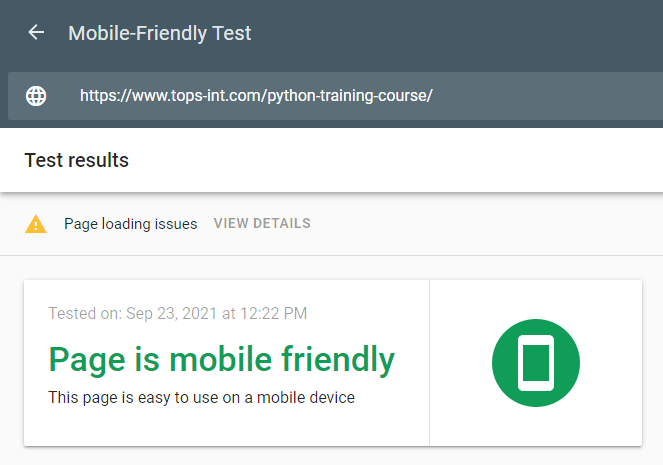 Mobile-Friendly Test
https://www.tops-int.com/python-training-course/
Test results
Page loading issues VIEW DETAILS
Tested on: Sep 23, 2021 at 12:22 PM
Page is mobile friendly
This page is easy to use on a mobile device